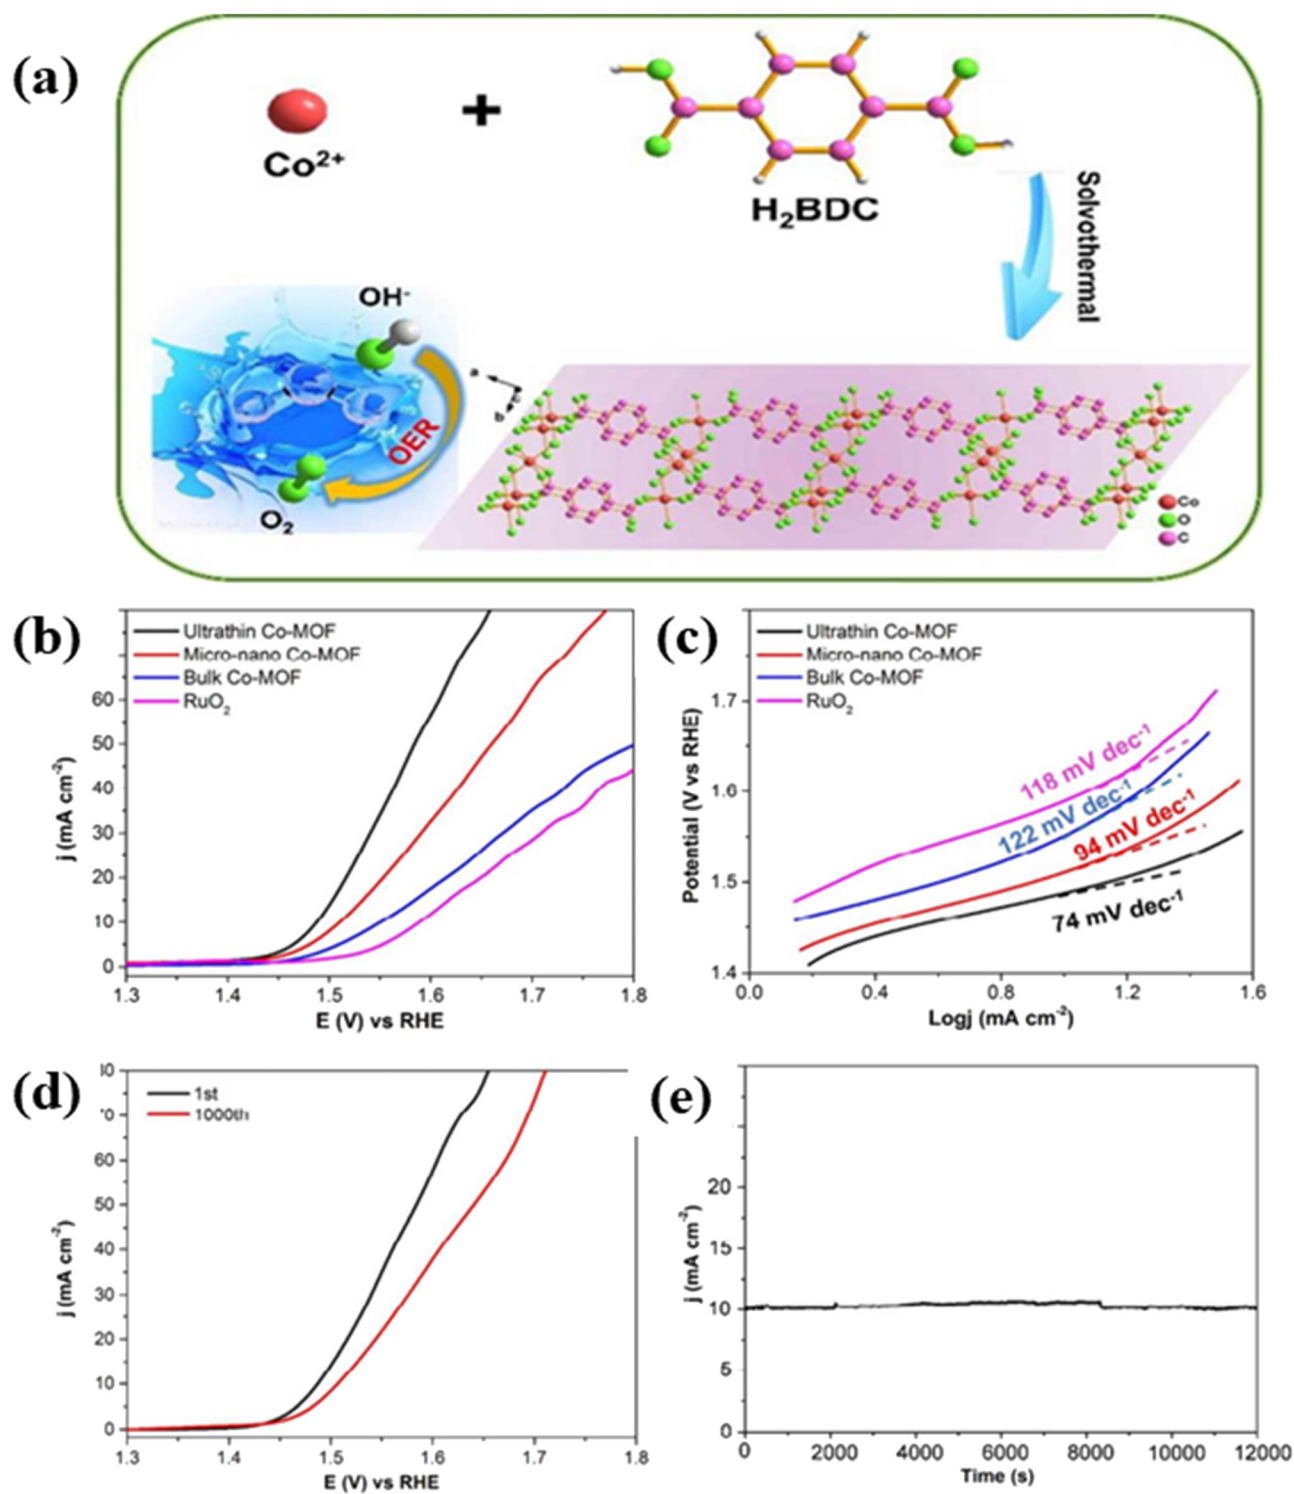 (a)
Co²⁺
+
H₂BDC
Solvothermal
OH⁻
OER
O₂
a
b
c
Co
O
C
(b)
Ultrathin Co-MOF
Micro-nano Co-MOF
Bulk Co-MOF
RuO₂
60
50
40
30
20
10
0
j (mA cm⁻²)
1.3 1.4 1.5 1.6 1.7 1.8
E (V) vs RHE
(c)
Ultrathin Co-MOF
Micro-nano Co-MOF
Bulk Co-MOF
RuO₂
118 mV dec⁻¹
122 mV dec⁻¹
94 mV dec⁻¹
74 mV dec⁻¹
1.7
1.6
1.5
1.4
Potential (V vs RHE)
0.0 0.4 0.8 1.2 1.6
Logj (mA cm⁻²)
(d)
1st
1000th
60
50
40
30
20
10
0
j (mA cm⁻²)
1.3 1.4 1.5 1.6 1.7 1.8
E (V) vs RHE
(e)
20
15
10
5
0
j (mA cm⁻²)
0 2000 4000 6000 8000 10000 12000
Time (s)